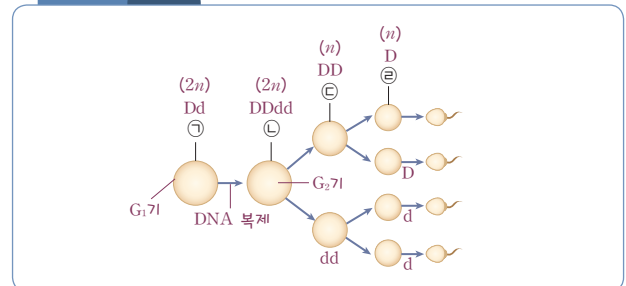 (n)
D
㉣
(n)
DD
㉢
(2n)
Dd
㉠
(2n)
DDdd
㉡
G₁기
DNA 복제
G₂기
D
dd
d
d